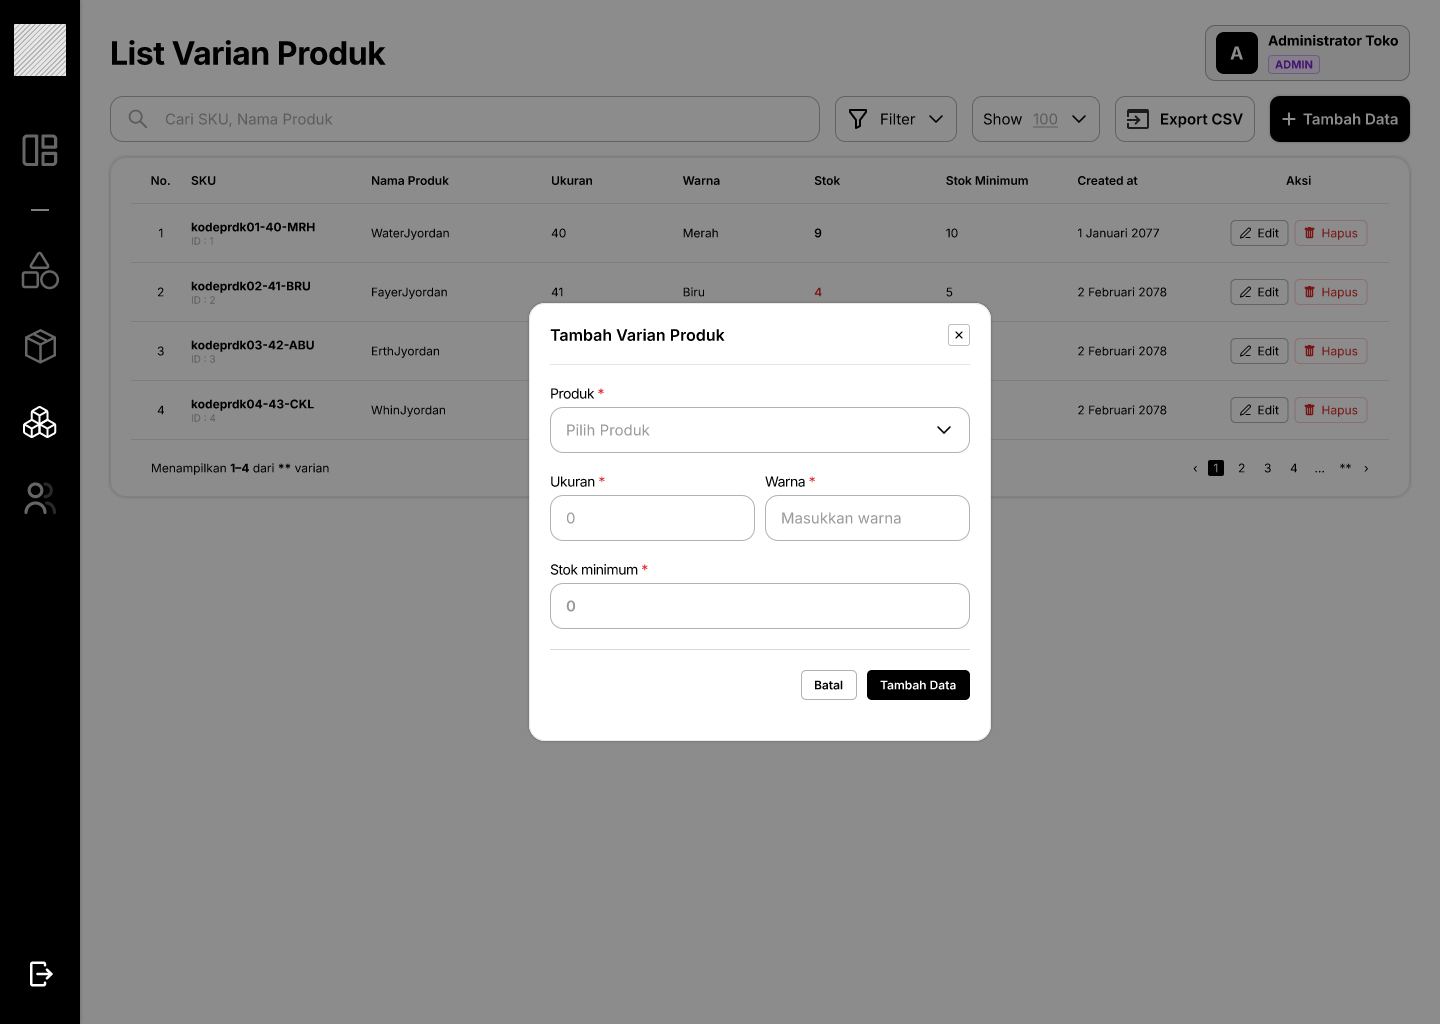 List Varian Produk
A
Administrator Toko
ADMIN
Cari SKU, Nama Produk
Filter
Show 100
Export CSV
+ Tambah Data
No. SKU Nama Produk Ukuran Warna Stok Stok Minimum Created at Aksi
1 kodeprdk01-40-MRH WaterJyordan 40 Merah 9 10 1 Januari 2077 Edit Hapus
ID : 1
2 kodeprdk02-41-BRU FayerJyordan 41 Biru 4 5 2 Februari 2078 Edit Hapus
ID : 2
3 kodeprdk03-42-ABU ErthJyordan 2 Februari 2078 Edit Hapus
ID : 3
4 kodeprdk04-43-CKL WhinJyordan 2 Februari 2078 Edit Hapus
ID : 4
Menampilkan 1–4 dari ** varian
‹ 1 2 3 4 ... ** ›
Tambah Varian Produk
×
Produk *
Pilih Produk
Ukuran * Warna *
0 Masukkan warna
Stok minimum *
0
Batal Tambah Data